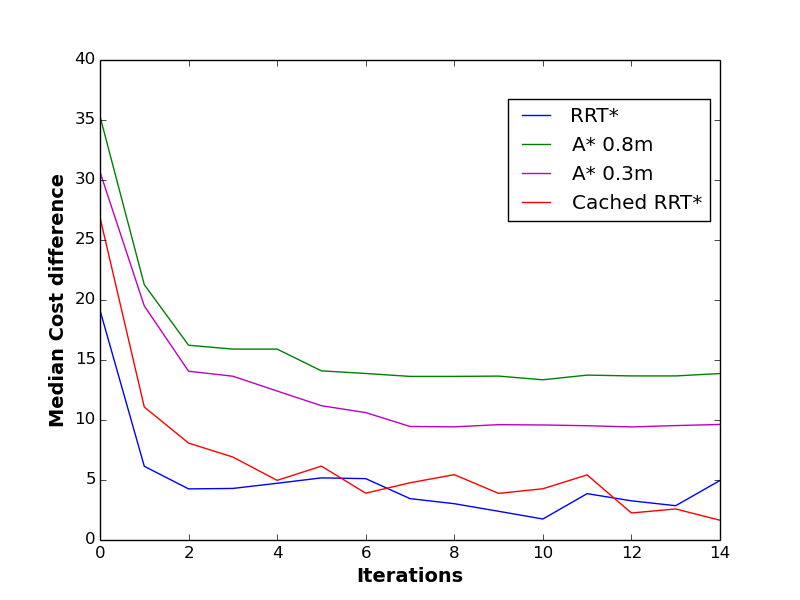 40
35
30
25
20
15
10
5
0
Median Cost difference
RRT*
A* 0.8m
A* 0.3m
Cached RRT*
0 2 4 6 8 10 12 14
Iterations